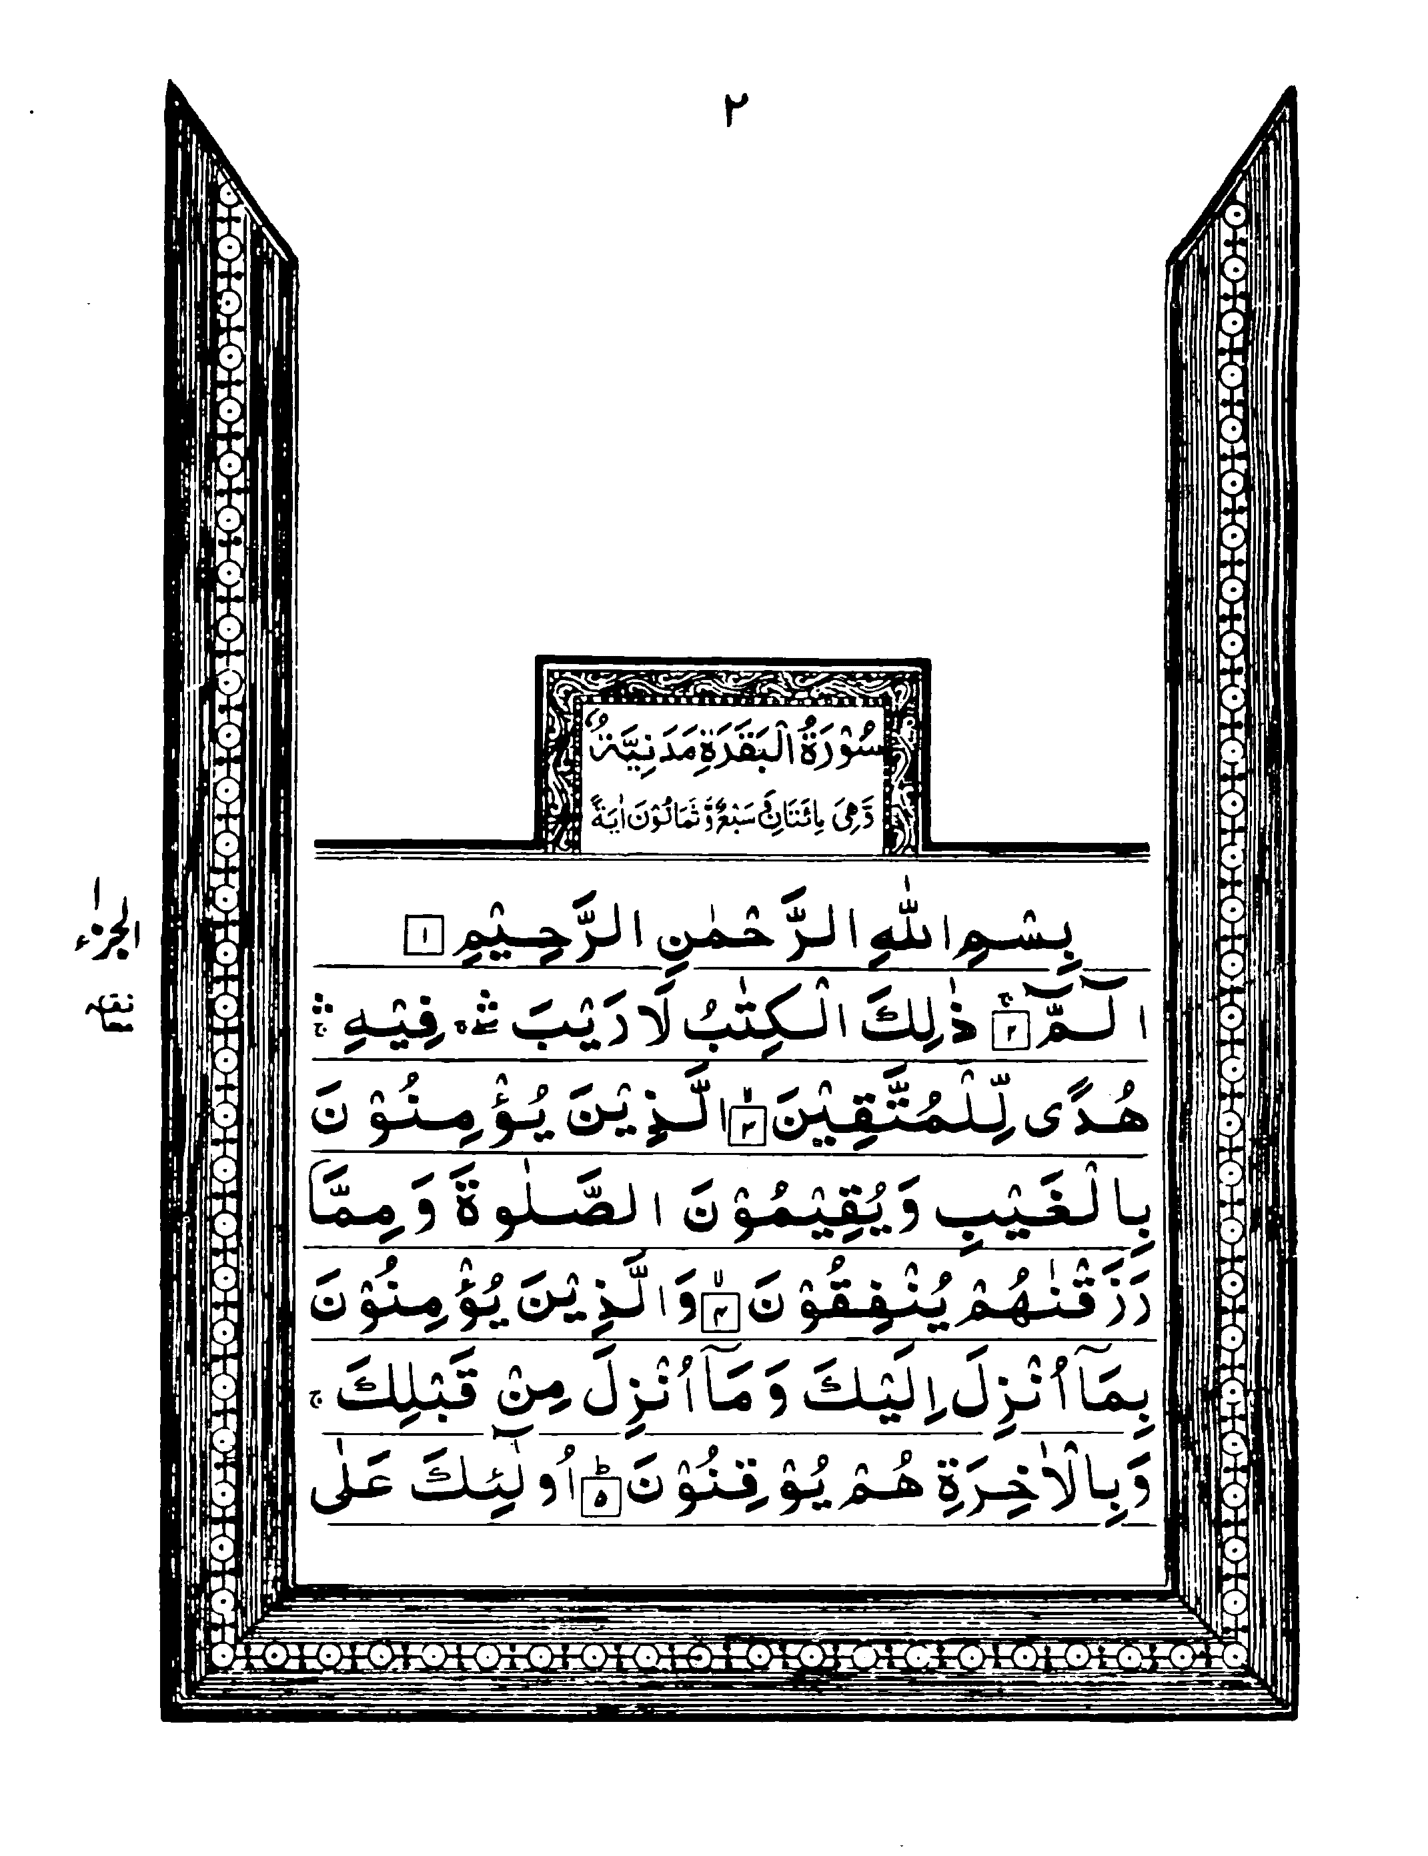 ٢
سُوْرَةُ الْبَقَرَةِ مَدَنِيَّةٌ
وَّهِىَ مِائَتَانِ وَ سَبْعٌ وَّ ثَمَانُوْنَ اٰيَةً
ا
الجزء
بِسْمِ اللّٰهِ الرَّحْمٰنِ الرَّحِيْمِ ١
الٓمّٓ ۚ ٢ ذٰلِكَ الْكِتٰبُ لَا رَيْبَ ۛ ۚ فِيْهِ ۛ ۚ
هُدًى لِّلْمُتَّقِيْنَ ۙ ٣ الَّذِيْنَ يُؤْمِنُوْنَ
بِالْغَيْبِ وَيُقِيْمُوْنَ الصَّلٰوةَ وَمِمَّا
رَزَقْنٰهُمْ يُنْفِقُوْنَ ۙ ٤ وَالَّذِيْنَ يُؤْمِنُوْنَ
بِمَآ اُنْزِلَ اِلَيْكَ وَمَآ اُنْزِلَ مِنْ قَبْلِكَ ۚ
وَبِالْاٰخِرَةِ هُمْ يُوْقِنُوْنَ ؕ ٥ اُولٰٓئِكَ عَلٰى